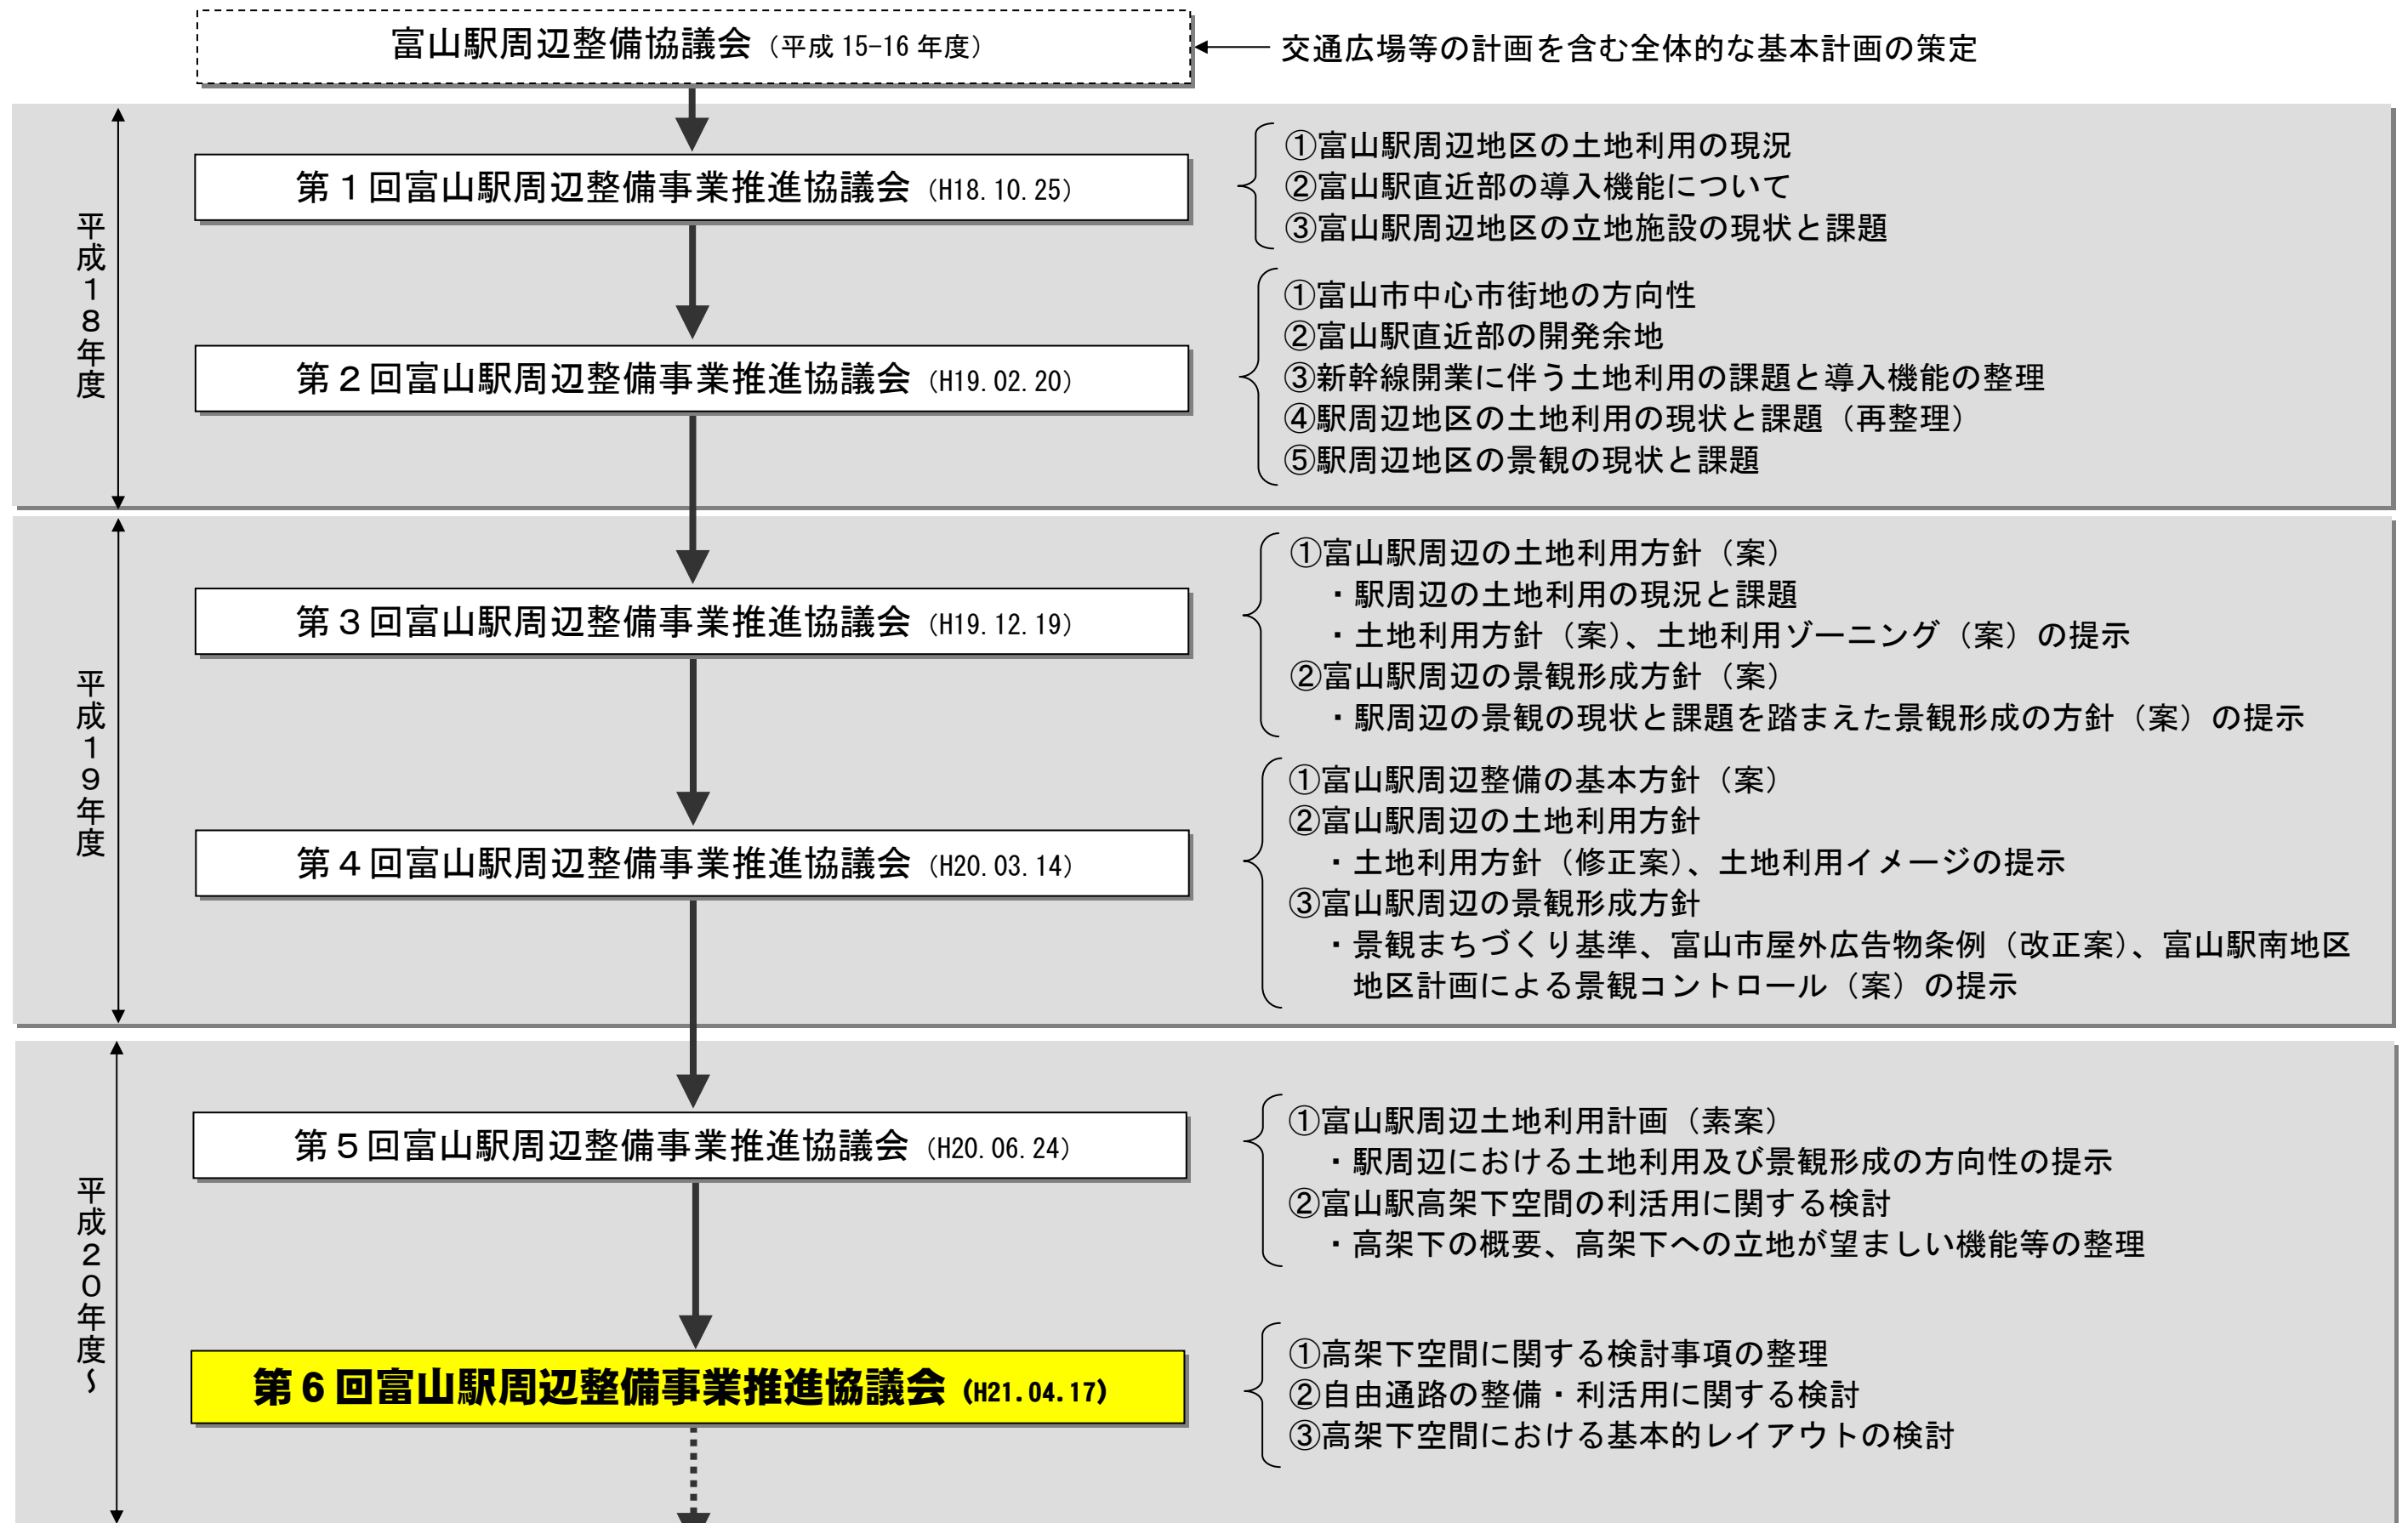 富山駅周辺整備協議会（平成 15-16 年度）
交通広場等の計画を含む全体的な基本計画の策定
平成１８年度
第１回富山駅周辺整備事業推進協議会（H18.10.25）
①富山駅周辺地区の土地利用の現況
②富山駅直近部の導入機能について
③富山駅周辺地区の立地施設の現状と課題
第２回富山駅周辺整備事業推進協議会（H19.02.20）
①富山市中心市街地の方向性
②富山駅直近部の開発余地
③新幹線開業に伴う土地利用の課題と導入機能の整理
④駅周辺地区の土地利用の現状と課題（再整理）
⑤駅周辺地区の景観の現状と課題
平成１９年度
第３回富山駅周辺整備事業推進協議会（H19.12.19）
①富山駅周辺の土地利用方針（案）
・駅周辺の土地利用の現況と課題
・土地利用方針（案）、土地利用ゾーニング（案）の提示
②富山駅周辺の景観形成方針（案）
・駅周辺の景観の現状と課題を踏まえた景観形成の方針（案）の提示
第４回富山駅周辺整備事業推進協議会（H20.03.14）
①富山駅周辺整備の基本方針（案）
②富山駅周辺の土地利用方針
・土地利用方針（修正案）、土地利用イメージの提示
③富山駅周辺の景観形成方針
・景観まちづくり基準、富山市屋外広告物条例（改正案）、富山駅南地区
地区計画による景観コントロール（案）の提示
平成２０年度～
第５回富山駅周辺整備事業推進協議会（H20.06.24）
①富山駅周辺土地利用計画（素案）
・駅周辺における土地利用及び景観形成の方向性の提示
②富山駅高架下空間の利活用に関する検討
・高架下の概要、高架下への立地が望ましい機能等の整理
第６回富山駅周辺整備事業推進協議会（H21.04.17）
①高架下空間に関する検討事項の整理
②自由通路の整備・利活用に関する検討
③高架下空間における基本的レイアウトの検討